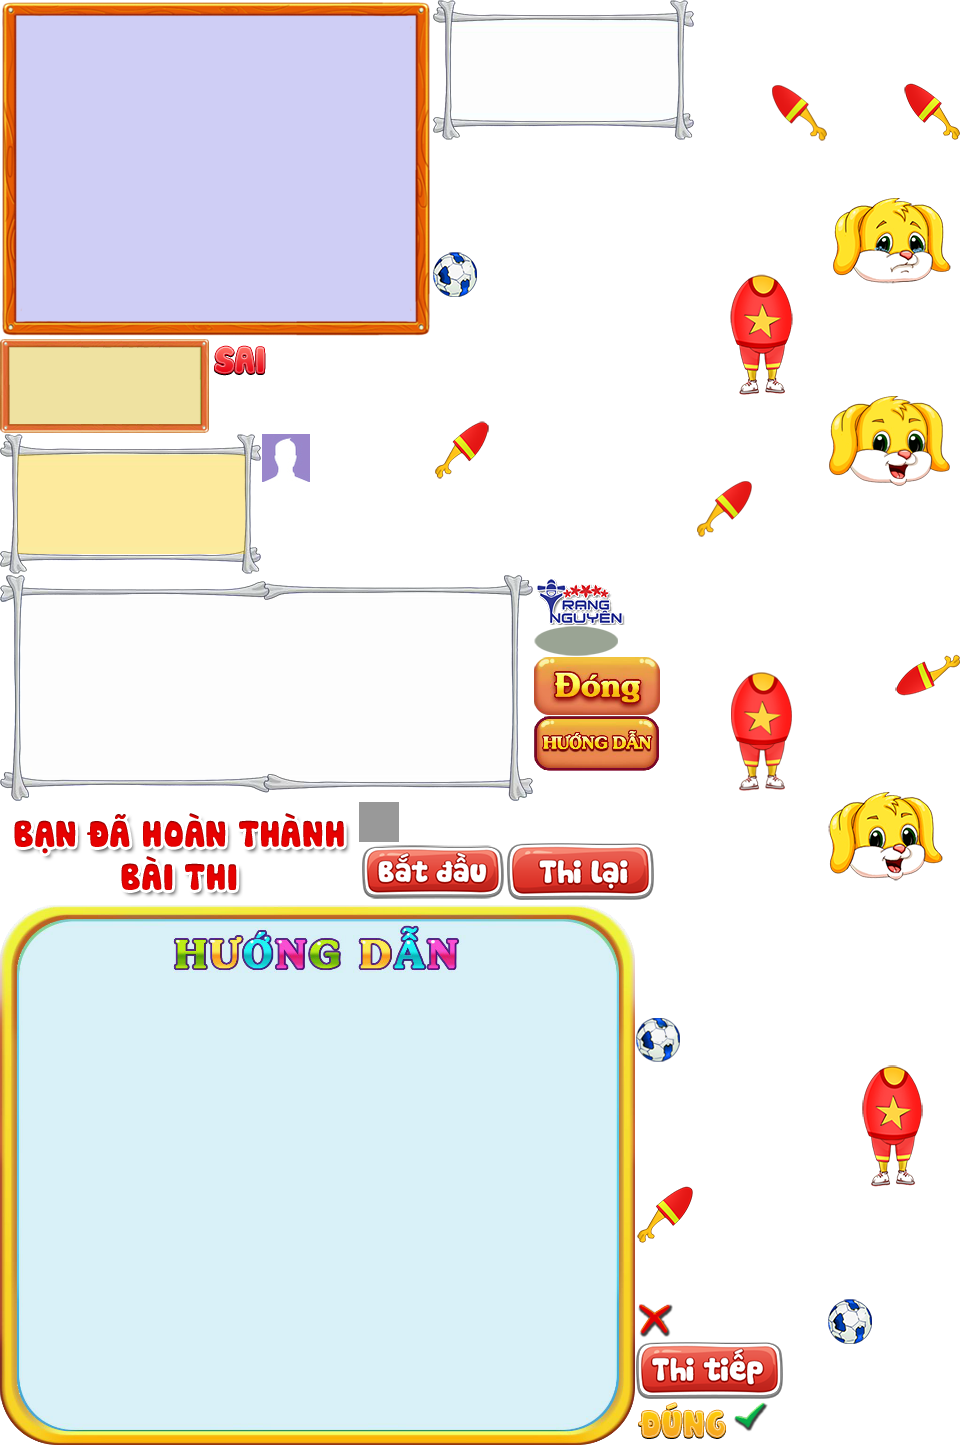 SAI
TRẠNG
NGUYÊN
Đóng
HƯỚNG DẪN
BẠN ĐÃ HOÀN THÀNH
BÀI THI
Bắt đầu
Thi lại
HƯỚNG DẪN
Thi tiếp
ĐÚNG